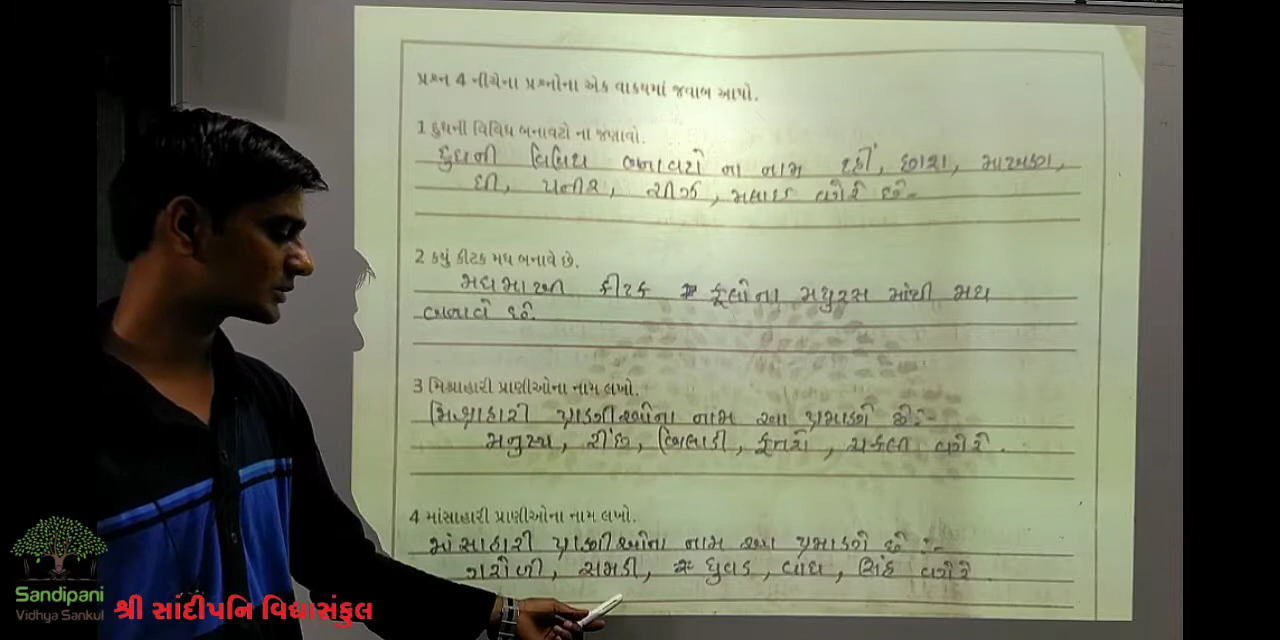 પ્રશ્ન 4 નીચેના પ્રશ્નોના એક વાક્યમાં જવાબ આપો.
1 દુધની વિવિધ બનાવટો ના જણાવો.
દુધની વિવિધ બનાવટો ના નામ દહીં, છાશ, માખણ,
ઘી, પનીર, ચીઝ, મલાઈ વગેરે છે.
2 કયું કીટક મધ બનાવે છે.
મધમાખી કીટક ફૂલોના મધુરસ માંથી મધ
બનાવે છે.
3 મિશ્રાહારી પ્રાણીઓના નામ લખો.
મિશ્રાહારી પ્રાણીઓના નામ આ પ્રમાણે છે :-
મનુષ્ય, રીંછ, બિલાડી, કૂતરો, ચકલી વગેરે.
4 માંસાહારી પ્રાણીઓના નામ લખો.
માંસાહારી પ્રાણીઓના નામ આ પ્રમાણે છે :-
ગરોળી, સમડી, ઘુવડ, વાઘ, સિંહ વગેરે.
Sandipani
Vidhya Sankul
શ્રી સાંદીપનિ વિદ્યાસંકુલ